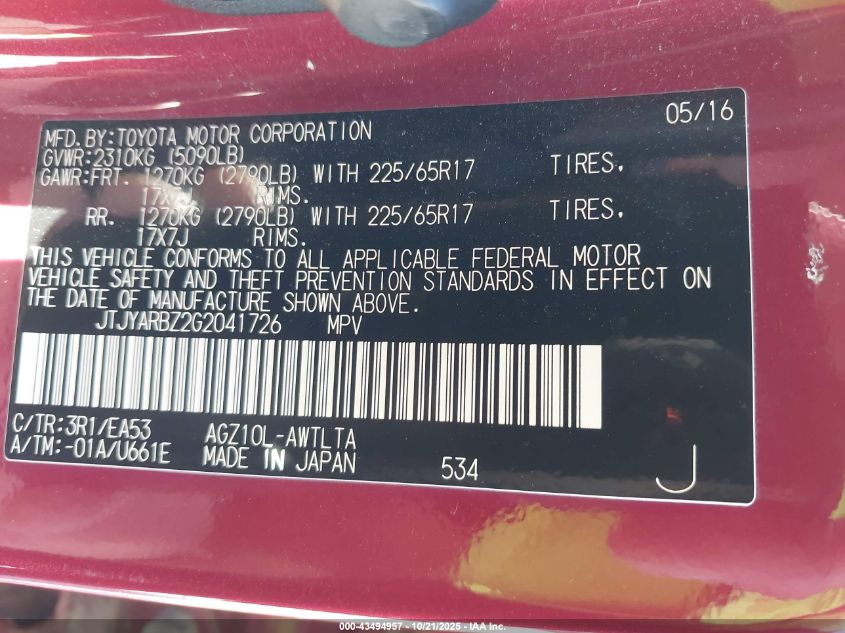 05/16
MFD.BY:TOYOTA MOTOR CORPORATION
GVWR:2310KG (5090LB)
GAWR:FRT. 1270KG (2790LB) WITH 225/65R17 TIRES,
17X7J RIMS.
RR. 1270KG (2790LB) WITH 225/65R17 TIRES,
17X7J RIMS.
THIS VEHICLE CONFORMS TO ALL APPLICABLE FEDERAL MOTOR
VEHICLE SAFETY AND THEFT PREVENTION STANDARDS IN EFFECT ON
THE DATE OF MANUFACTURE SHOWN ABOVE.
JTJYARBZ2G2041726 MPV
C/TR:3R1/EA53 AGZ10L-AWTLTA
A/TM:-01A/U661E MADE IN JAPAN 534 J
000-43494957 - 10/21/2025 - IAA Inc.